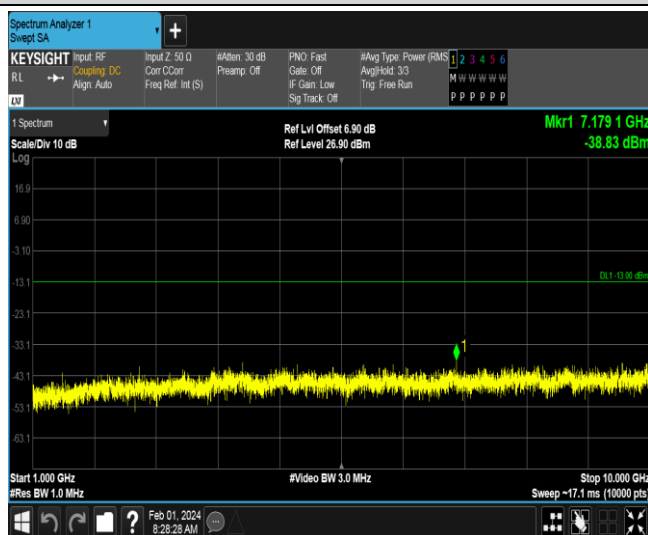 Spectrum Analyzer 1
Swept SA
+
KEYSIGHT
RL
LXI
Input: RF
Coupling: DC
Align: Auto
Input Z: 50 Ω
Corr CCorr
Freq Ref: Int (S)
#Atten: 30 dB
Preamp: Off
PNO: Fast
Gate: Off
IF Gain: Low
Sig Track: Off
#Avg Type: Power (RMS
Avg|Hold: 3/3
Trig: Free Run
1 2 3 4 5 6
M W W W W W
P P P P P P
1 Spectrum
Scale/Div 10 dB
Log
Ref Lvl Offset 6.90 dB
Ref Level 26.90 dBm
Mkr1 7.179 1 GHz
-38.83 dBm
16.9
6.90
-3.10
-13.1
DL1 -13.00 dBm
-23.1
-33.1
1
-43.1
-53.1
-63.1
Start 1.000 GHz
#Video BW 3.0 MHz
Stop 10.000 GHz
#Res BW 1.0 MHz
Sweep ~17.1 ms (10000 pts)
?
Feb 01, 2024
8:28:28 AM